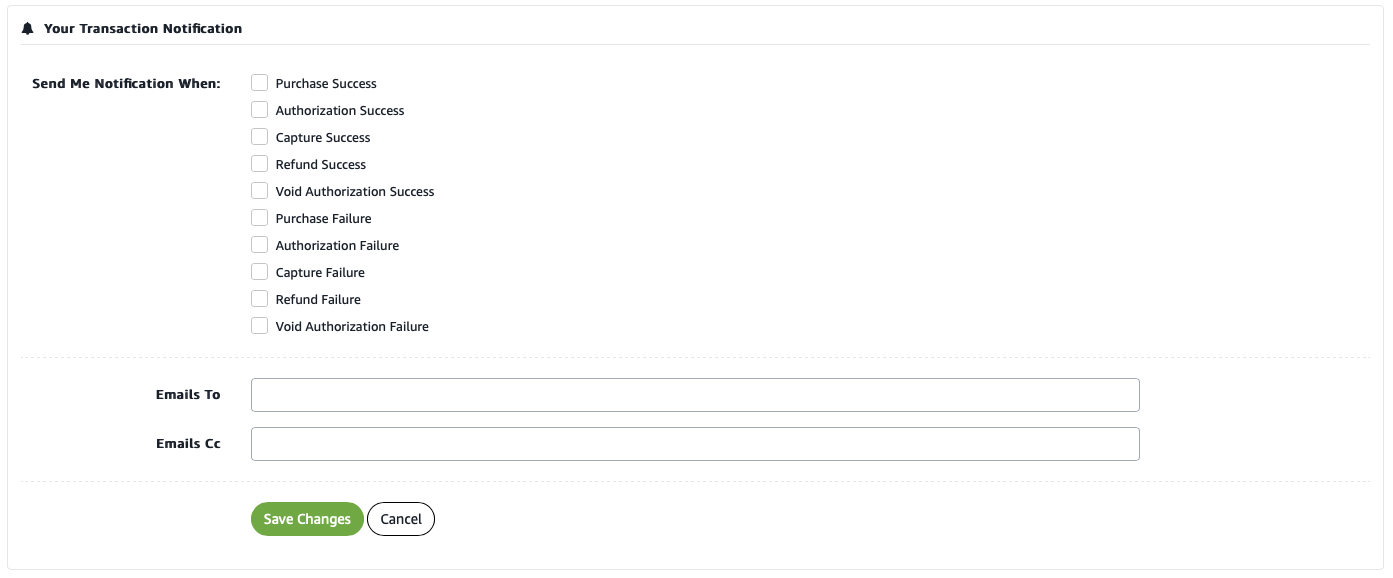 Your Transaction Notification
Send Me Notification When:
Purchase Success
Authorization Success
Capture Success
Refund Success
Void Authorization Success
Purchase Failure
Authorization Failure
Capture Failure
Refund Failure
Void Authorization Failure
Emails To
Emails Cc
Save Changes Cancel